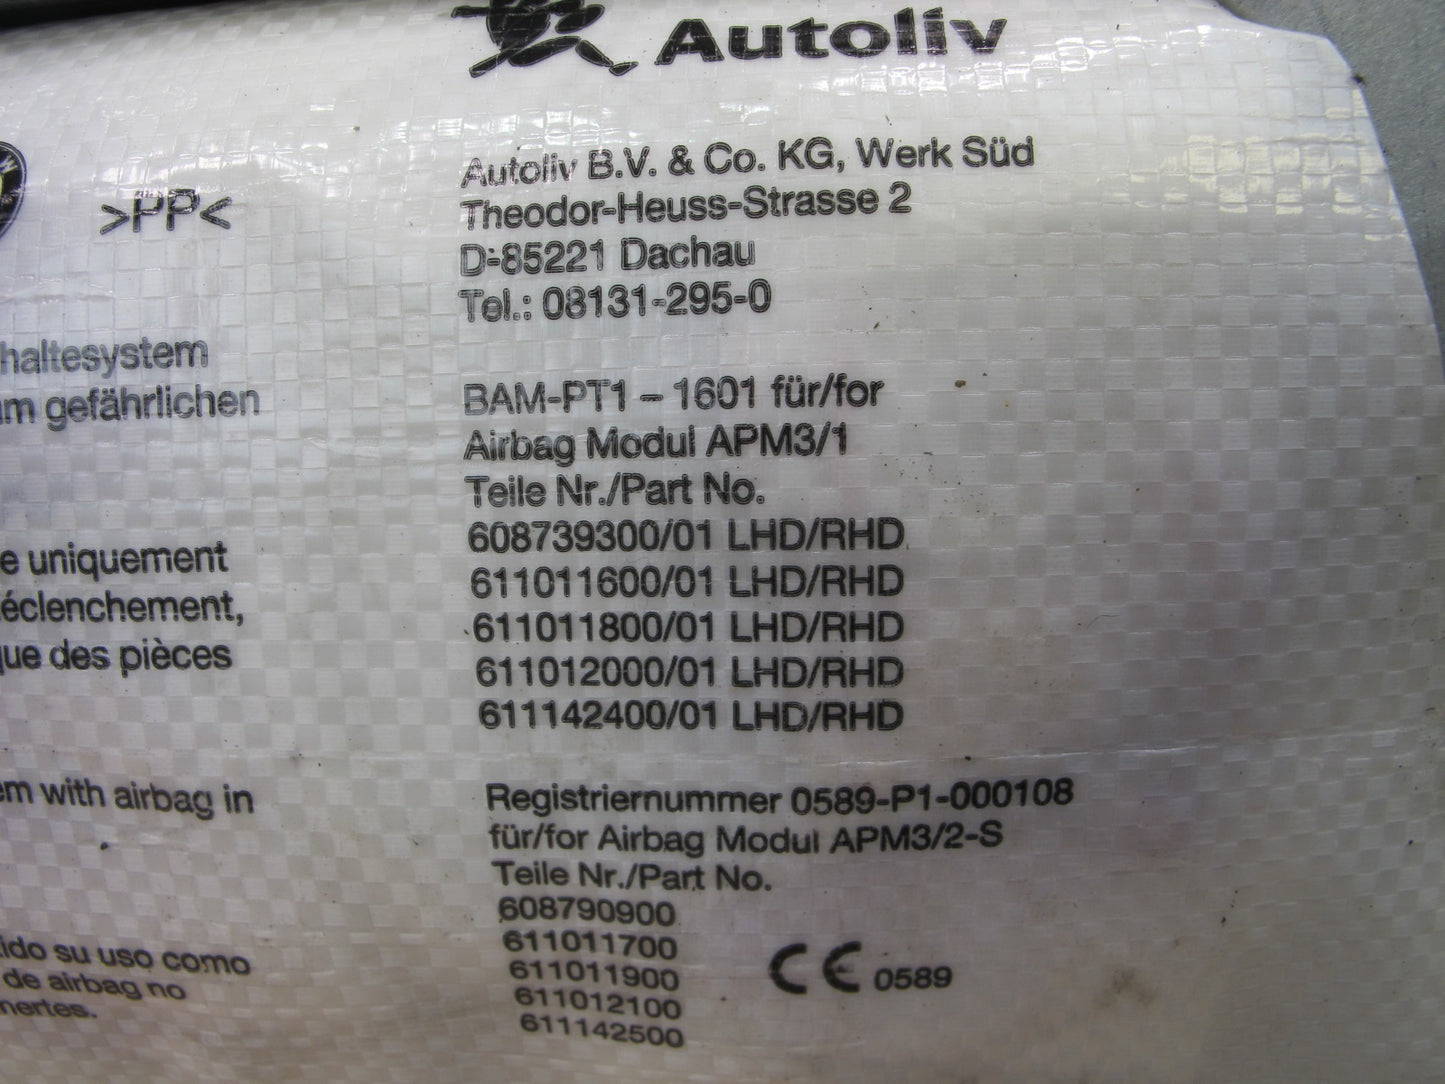 Autoliv
>PP<
Autoliv B.V. & Co. KG, Werk Süd
Theodor-Heuss-Strasse 2
D-85221 Dachau
Tel.: 08131-295-0
haltesystem
gefährlichen
BAM-PT1 – 1601 für/for
Airbag Modul APM3/1
Teile Nr./Part No.
608739300/01 LHD/RHD
611011600/01 LHD/RHD
611011800/01 LHD/RHD
611012000/01 LHD/RHD
611142400/01 LHD/RHD
e uniquement
éclenchement,
ue des pièces
em with airbag in
Registriernummer 0589-P1-000108
für/for Airbag Modul APM3/2-S
Teile Nr./Part No.
608790900
611011700
611011900
611012100
611142500
CE 0589
ido su uso como
de airbag no
nertes.